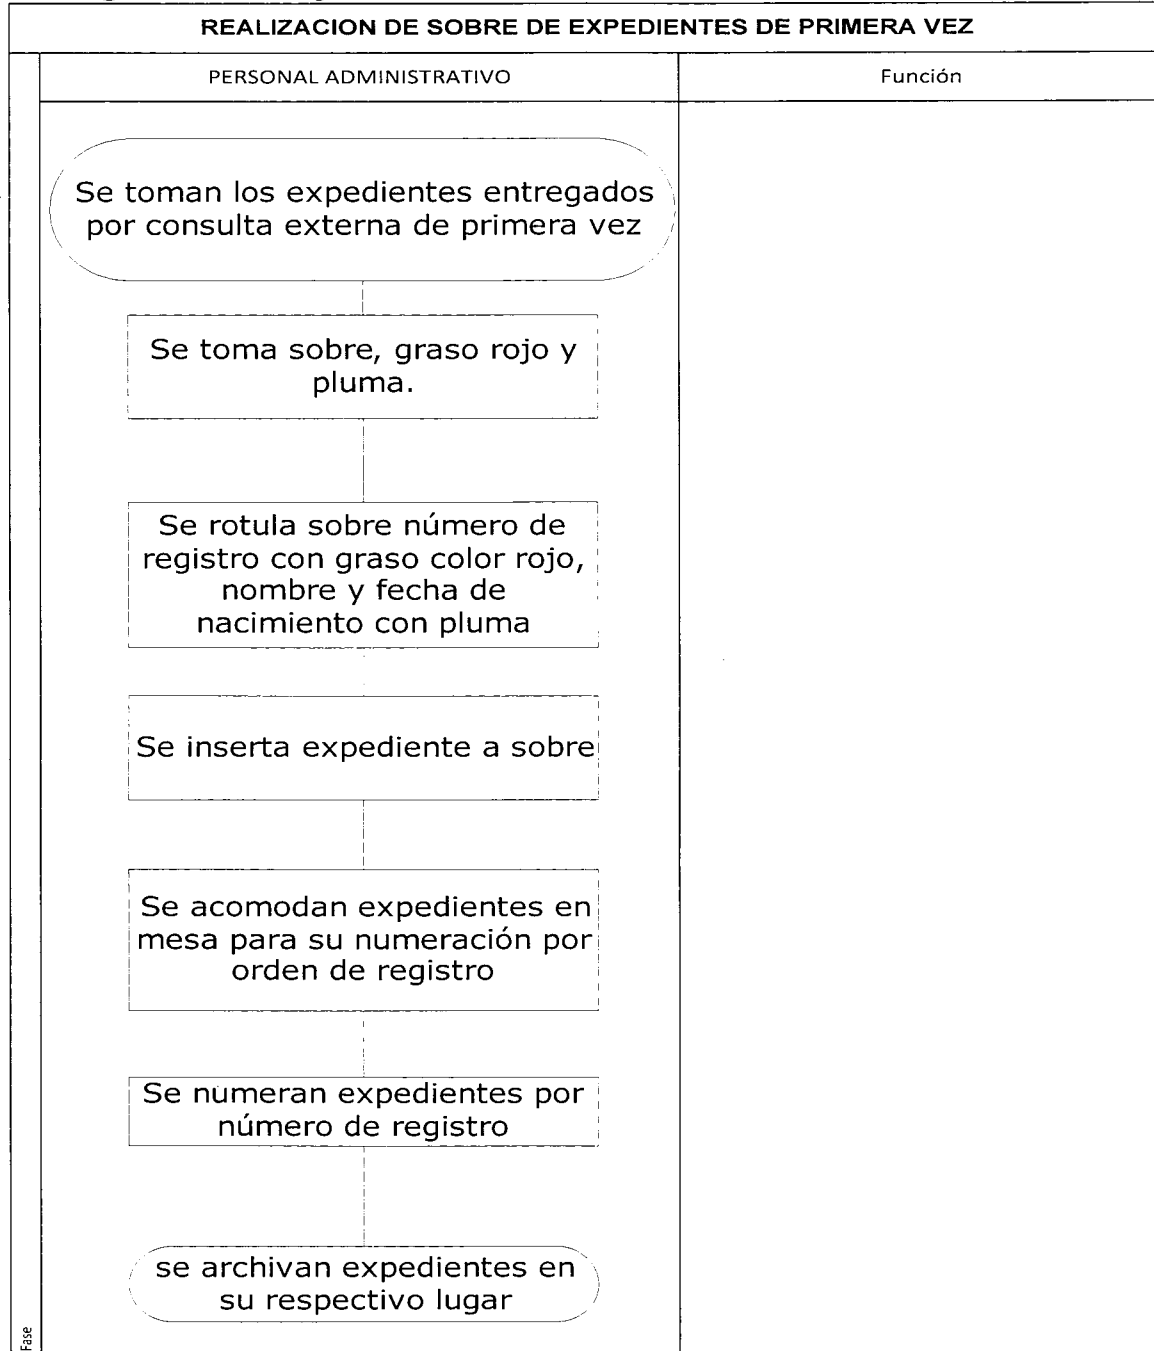 REALIZACION DE SOBRE DE EXPEDIENTES DE PRIMERA VEZ
PERSONAL ADMINISTRATIVO
Función
Se toman los expedientes entregados
por consulta externa de primera vez
Se toma sobre, graso rojo y
pluma.
Se rotula sobre número de
registro con graso color rojo,
nombre y fecha de
nacimiento con pluma
Se inserta expediente a sobre
Se acomodan expedientes en
mesa para su numeración por
orden de registro
Se numeran expedientes por
número de registro
se archivan expedientes en
su respectivo lugar
Fase